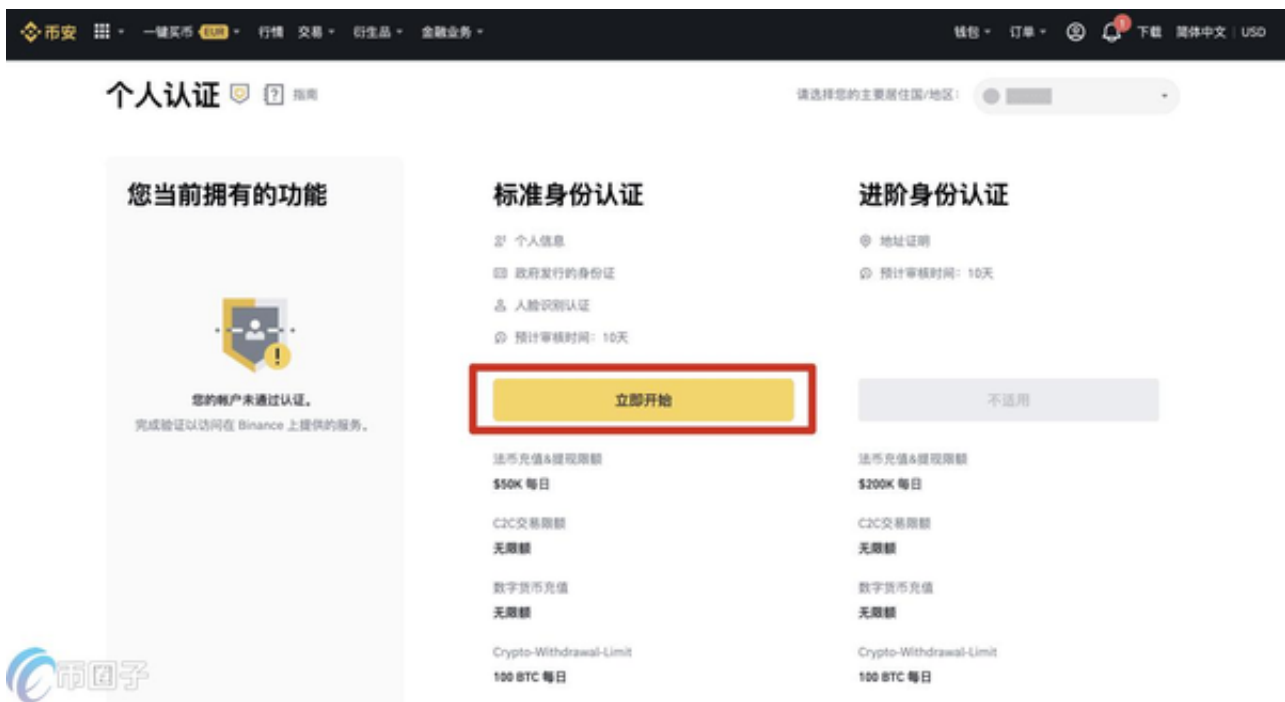 币安 一键买币 EUR 行情 交易 衍生品 金融业务 钱包 订单 1 下载 简体中文 | USD
个人认证 指南 请选择您的主要居住国/地区:
您当前拥有的功能
您的帐户未通过认证。
完成验证以访问在 Binance 上提供的服务。
标准身份认证
个人信息
政府发行的身份证
人脸识别认证
预计审核时间: 10天
立即开始
法币充值&提现限额
$50K 每日
C2C交易限额
无限额
数字货币充值
无限额
Crypto-Withdrawal-Limit
100 BTC 每日
进阶身份认证
地址证明
预计审核时间: 10天
不适用
法币充值&提现限额
$200K 每日
C2C交易限额
无限额
数字货币充值
无限额
Crypto-Withdrawal-Limit
100 BTC 每日
币圈子